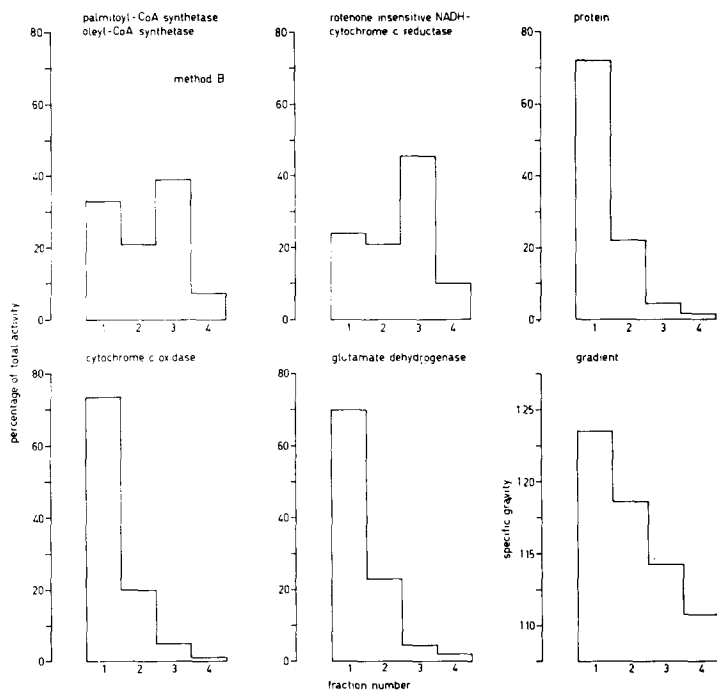 palmitoyl-CoA synthetase
oleyl-CoA synthetase
method B
80
60
40
20
0
1 2 3 4
rotenone insensitive NADH-
cytochrome c reductase
80
60
40
20
0
1 2 3 4
protein
80
60
40
20
0
1 2 3 4
percentage of total activity
cytochrome c oxidase
80
60
40
20
0
1 2 3 4
glutamate dehydrogenase
80
60
40
20
0
1 2 3 4
gradient
specific gravity
1.25
1.20
115
110
1 2 3 4
fraction number